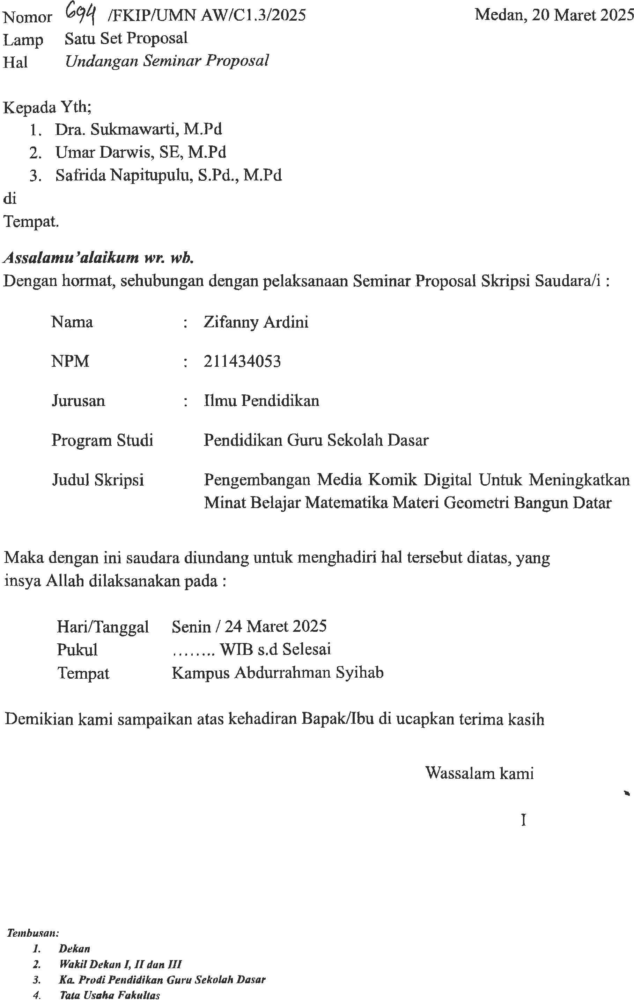 Nomor 694 /FKIP/UMN AW/C1.3/2025 Medan, 20 Maret 2025
Lamp Satu Set Proposal
Hal Undangan Seminar Proposal
Kepada Yth;
1. Dra. Sukmawarti, M.Pd
2. Umar Darwis, SE, M.Pd
3. Safrida Napitupulu, S.Pd., M.Pd
di
Tempat.
Assalamu'alaikum wr. wb.
Dengan hormat, sehubungan dengan pelaksanaan Seminar Proposal Skripsi Saudara/i :
Nama : Zifanny Ardini
NPM : 211434053
Jurusan : Ilmu Pendidikan
Program Studi Pendidikan Guru Sekolah Dasar
Judul Skripsi Pengembangan Media Komik Digital Untuk Meningkatkan
Minat Belajar Matematika Materi Geometri Bangun Datar
Maka dengan ini saudara diundang untuk menghadiri hal tersebut diatas, yang
insya Allah dilaksanakan pada :
Hari/Tanggal Senin / 24 Maret 2025
Pukul ........ WIB s.d Selesai
Tempat Kampus Abdurrahman Syihab
Demikian kami sampaikan atas kehadiran Bapak/Ibu di ucapkan terima kasih
Wassalam kami
I
Tembusan:
1. Dekan
2. Wakil Dekan I, II dan III
3. Ka. Prodi Pendidikan Guru Sekolah Dasar
4. Tata Usaha Fakultas